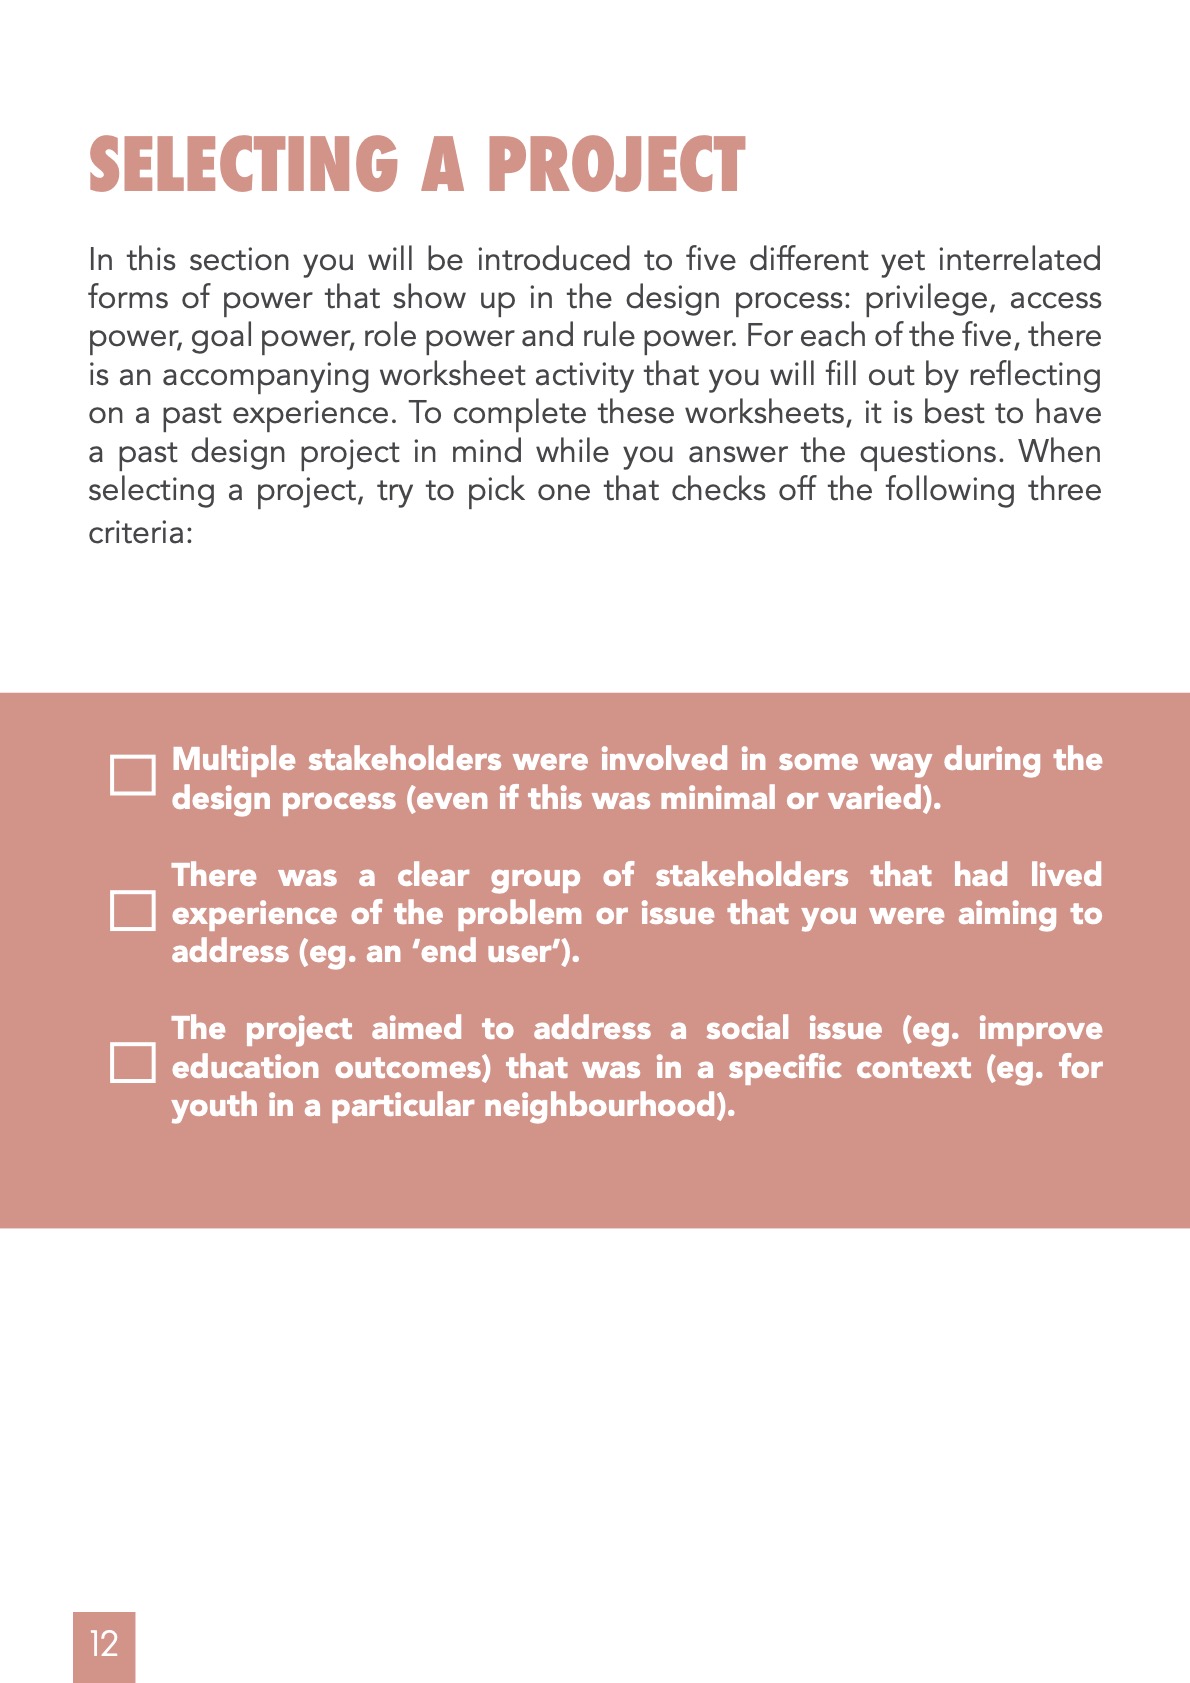 SELECTING A PROJECT
In this section you will be introduced to five different yet interrelated
forms of power that show up in the design process: privilege, access
power, goal power, role power and rule power. For each of the five, there
is an accompanying worksheet activity that you will fill out by reflecting
on a past experience. To complete these worksheets, it is best to have
a past design project in mind while you answer the questions. When
selecting a project, try to pick one that checks off the following three
criteria:
Multiple stakeholders were involved in some way during the
design process (even if this was minimal or varied).
There was a clear group of stakeholders that had lived
experience of the problem or issue that you were aiming to
address (eg. an ‘end user’).
The project aimed to address a social issue (eg. improve
education outcomes) that was in a specific context (eg. for
youth in a particular neighbourhood).
12